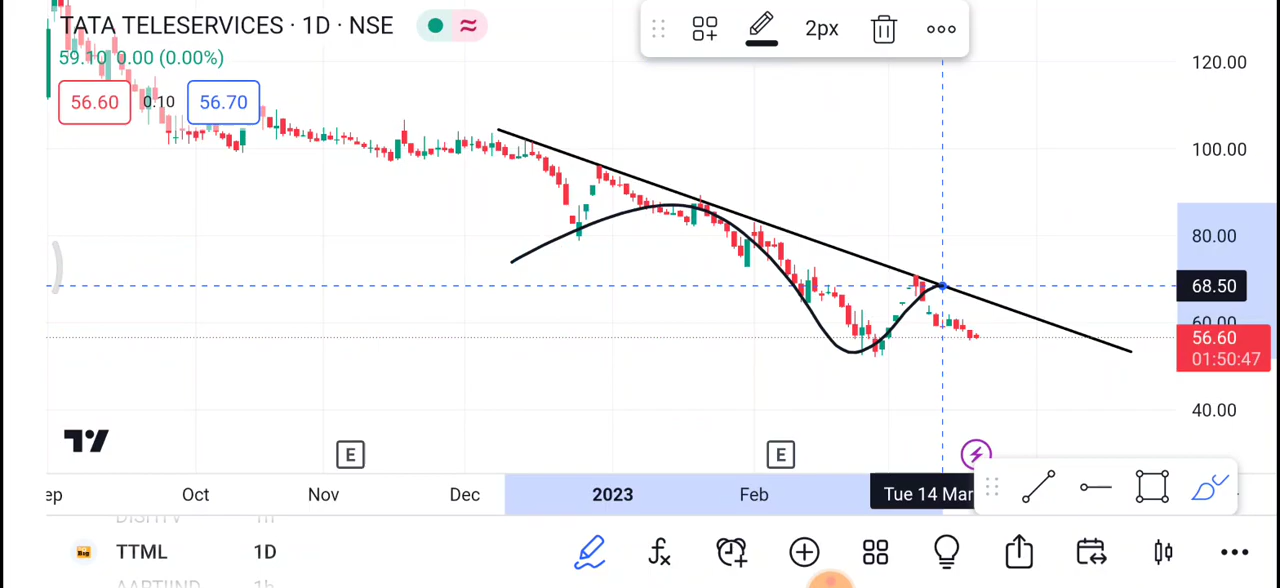 TATA TELESERVICES · 1D · NSE
2px
59.10 0.00 (0.00%)
120.00
56.60 0.10 56.70
100.00
80.00
68.50
60.00
56.60
01:50:47
40.00
E E
Oct Nov Dec 2023 Feb Tue 14 Mar
TTML 1D